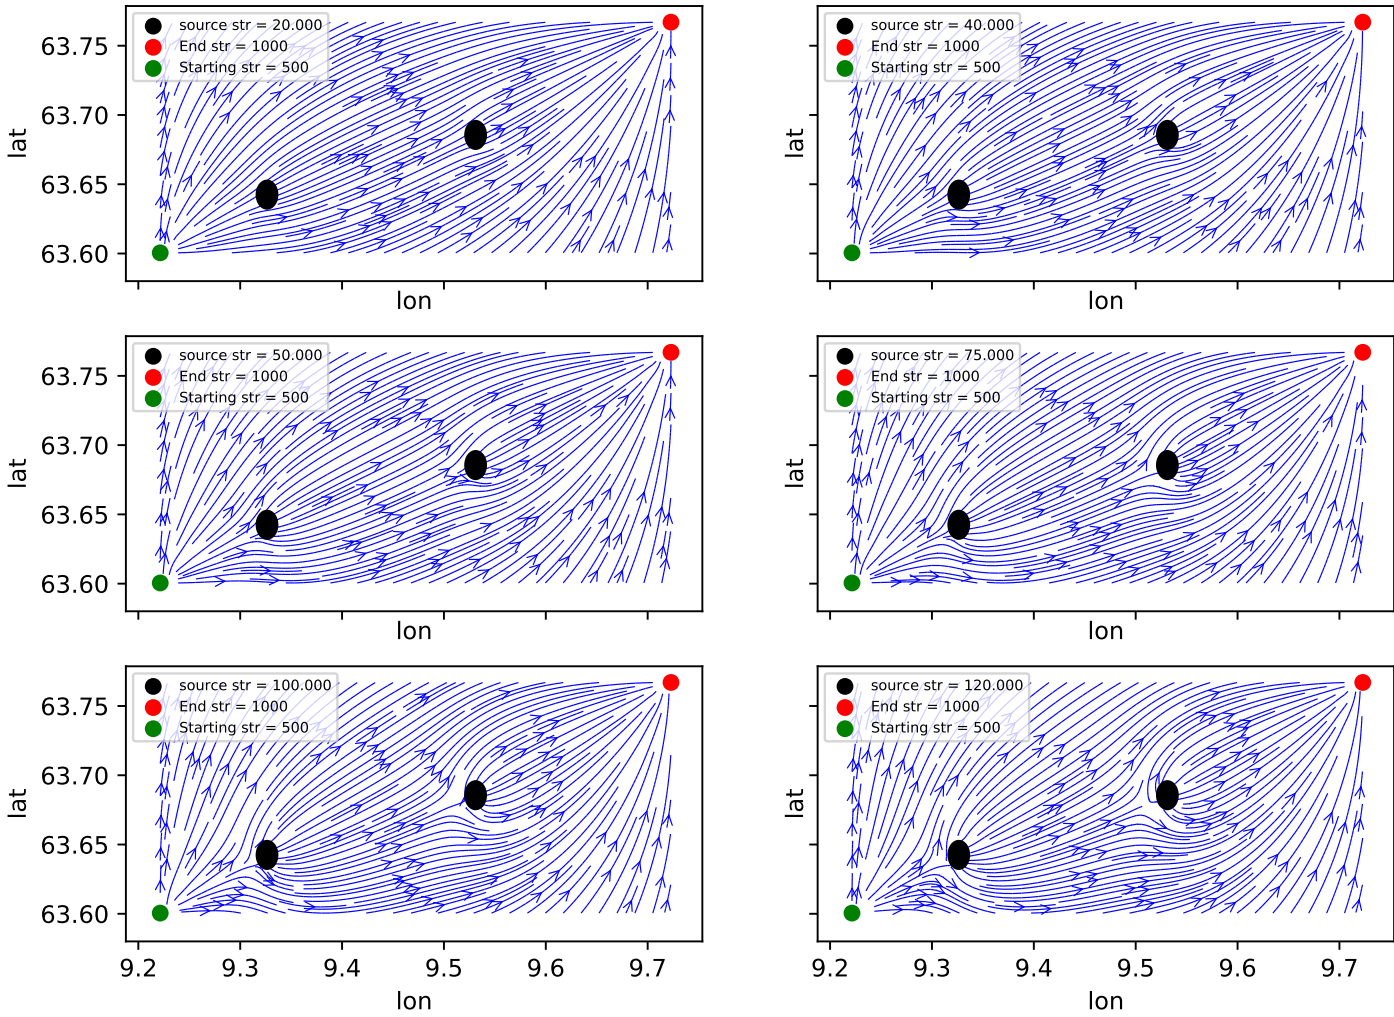 source str = 20.000
End str = 1000
Starting str = 500
63.75
63.70
63.65
63.60
lat
lon
source str = 40.000
End str = 1000
Starting str = 500
lat
lon
source str = 50.000
End str = 1000
Starting str = 500
63.75
63.70
63.65
63.60
lat
lon
source str = 75.000
End str = 1000
Starting str = 500
lat
lon
source str = 100.000
End str = 1000
Starting str = 500
63.75
63.70
63.65
63.60
lat
9.2 9.3 9.4 9.5 9.6 9.7
lon
source str = 120.000
End str = 1000
Starting str = 500
lat
9.2 9.3 9.4 9.5 9.6 9.7
lon